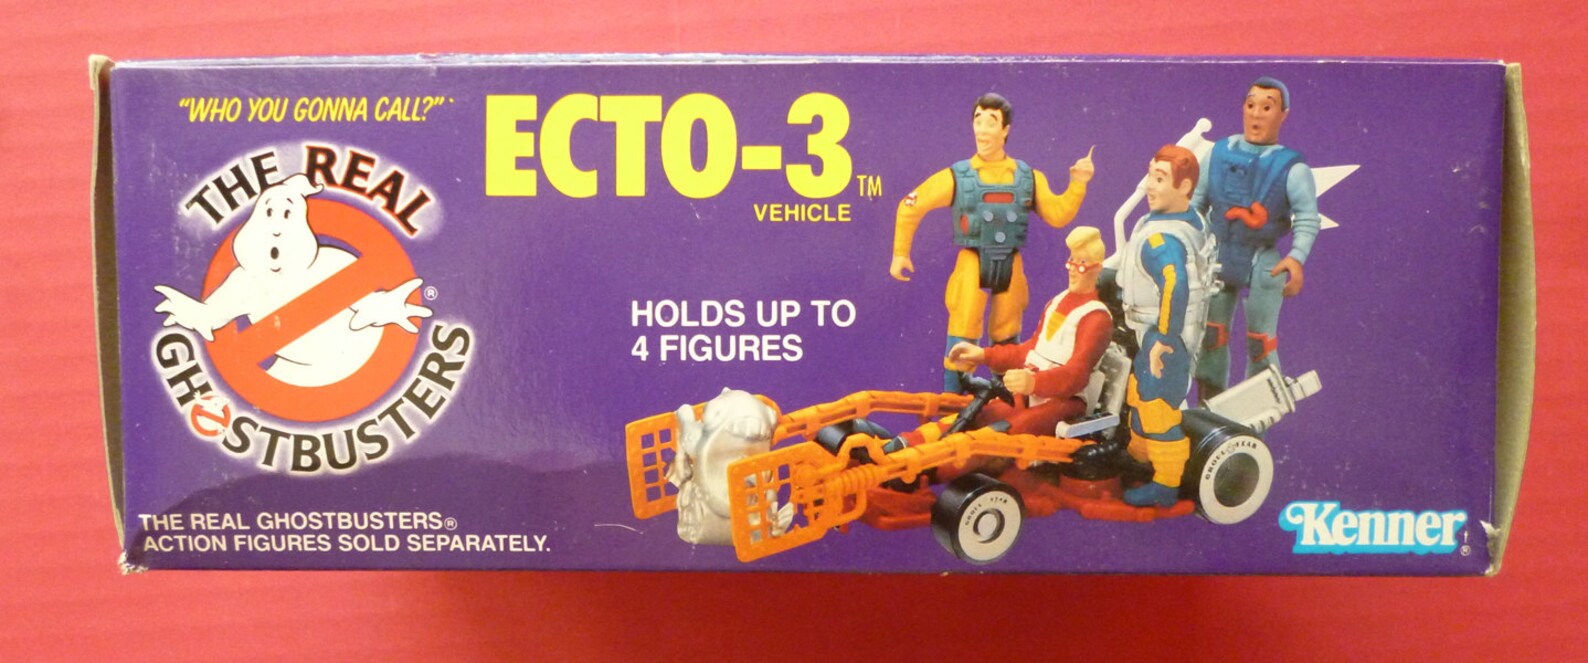 "WHO YOU GONNA CALL?"
THE REAL
GHOSTBUSTERS
®
ECTO-3 TM
VEHICLE
HOLDS UP TO
4 FIGURES
THE REAL GHOSTBUSTERS®
ACTION FIGURES SOLD SEPARATELY.
Kenner®